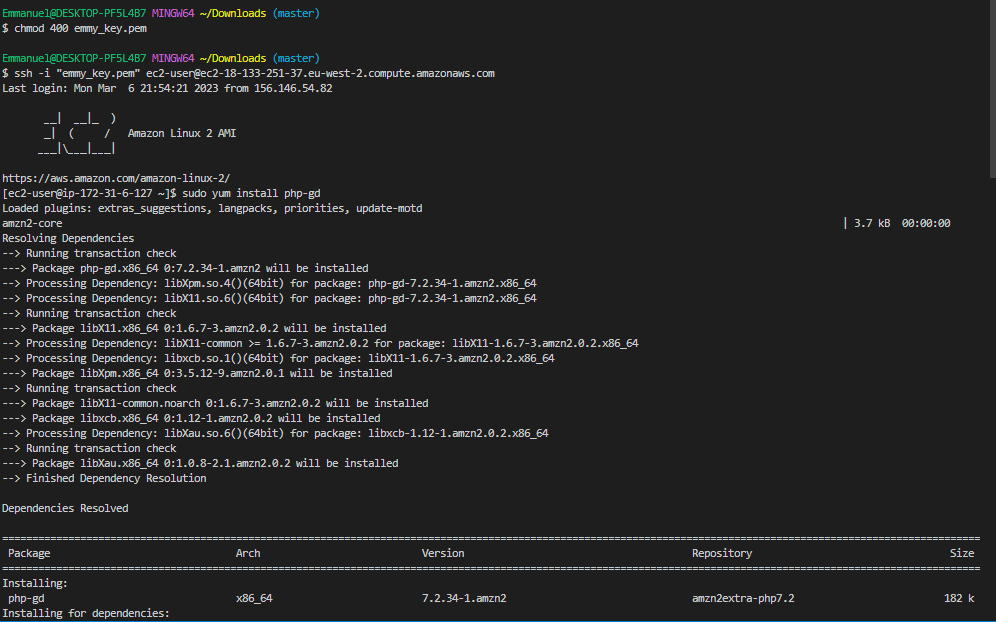 Emmanuel@DESKTOP-PF5L4B7 MINGW64 ~/Downloads (master)
$ chmod 400 emmy_key.pem
Emmanuel@DESKTOP-PF5L4B7 MINGW64 ~/Downloads (master)
$ ssh -i "emmy_key.pem" ec2-user@ec2-18-133-251-37.eu-west-2.compute.amazonaws.com
Last login: Mon Mar  6 21:54:21 2023 from 156.146.54.82
       __|  __|_  )
       _|  (     /   Amazon Linux 2 AMI
      ___|\___|___|
https://aws.amazon.com/amazon-linux-2/
[ec2-user@ip-172-31-6-127 ~]$ sudo yum install php-gd
Loaded plugins: extras_suggestions, langpacks, priorities, update-motd
amzn2-core | 3.7 kB  00:00:00
Resolving Dependencies
--> Running transaction check
---> Package php-gd.x86_64 0:7.2.34-1.amzn2 will be installed
--> Processing Dependency: libXpm.so.4()(64bit) for package: php-gd-7.2.34-1.amzn2.x86_64
--> Processing Dependency: libX11.so.6()(64bit) for package: php-gd-7.2.34-1.amzn2.x86_64
--> Running transaction check
---> Package libX11.x86_64 0:1.6.7-3.amzn2.0.2 will be installed
--> Processing Dependency: libX11-common >= 1.6.7-3.amzn2.0.2 for package: libX11-1.6.7-3.amzn2.0.2.x86_64
--> Processing Dependency: libxcb.so.1()(64bit) for package: libX11-1.6.7-3.amzn2.0.2.x86_64
---> Package libXpm.x86_64 0:3.5.12-9.amzn2.0.1 will be installed
--> Running transaction check
---> Package libX11-common.noarch 0:1.6.7-3.amzn2.0.2 will be installed
---> Package libxcb.x86_64 0:1.12-1.amzn2.0.2 will be installed
--> Processing Dependency: libXau.so.6()(64bit) for package: libxcb-1.12-1.amzn2.0.2.x86_64
--> Running transaction check
---> Package libXau.x86_64 0:1.0.8-2.1.amzn2.0.2 will be installed
--> Finished Dependency Resolution
Dependencies Resolved
Package Arch Version Repository Size
Installing:
php-gd x86_64 7.2.34-1.amzn2 amzn2extra-php7.2 182 k
Installing for dependencies: